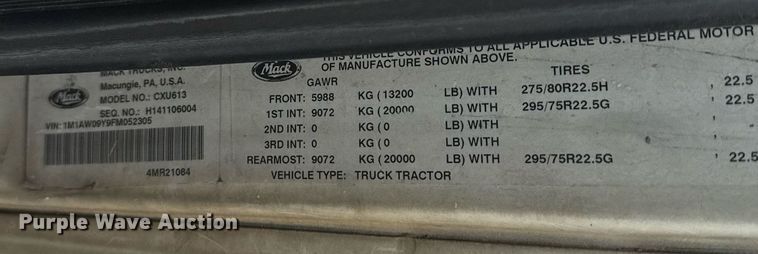 MACK TRUCKS, INC.
Macungie, PA, U.S.A.
Mack
MODEL NO.: CXU613
SEQ. NO.: H141106004
VIN: 1M1AW09Y9FM052305
4MR21084
THIS VEHICLE CONFORMS TO ALL APPLICABLE U.S. FEDERAL MOTOR
Mack
OF MANUFACTURE SHOWN ABOVE.
GAWR TIRES
FRONT: 5988 KG ( 13200 LB) WITH 275/80R22.5H , 22.5
1ST INT: 9072 KG ( 20000 LB) WITH 295/75R22.5G , 22.5
2ND INT: 0 KG ( 0 LB) WITH ,
3RD INT: 0 KG ( 0 LB) WITH ,
REARMOST: 9072 KG (20000 LB) WITH 295/75R22.5G , 22.5
VEHICLE TYPE: TRUCK TRACTOR
Purple Wave Auction